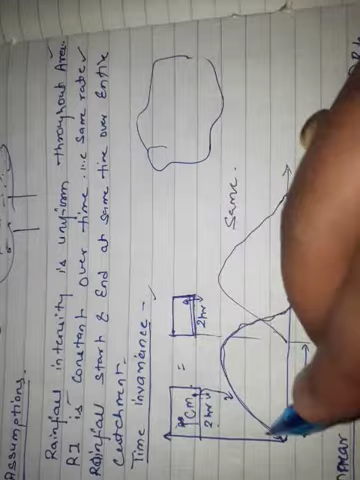 Assumptions.
Rainfall intensity is uniform throughout Area.
RI is constant over time. i.e same rate
Rainfall start & End at same time over Entire
Catchment.
Time invariance -
1cm
2hr
=
2hr
Same.